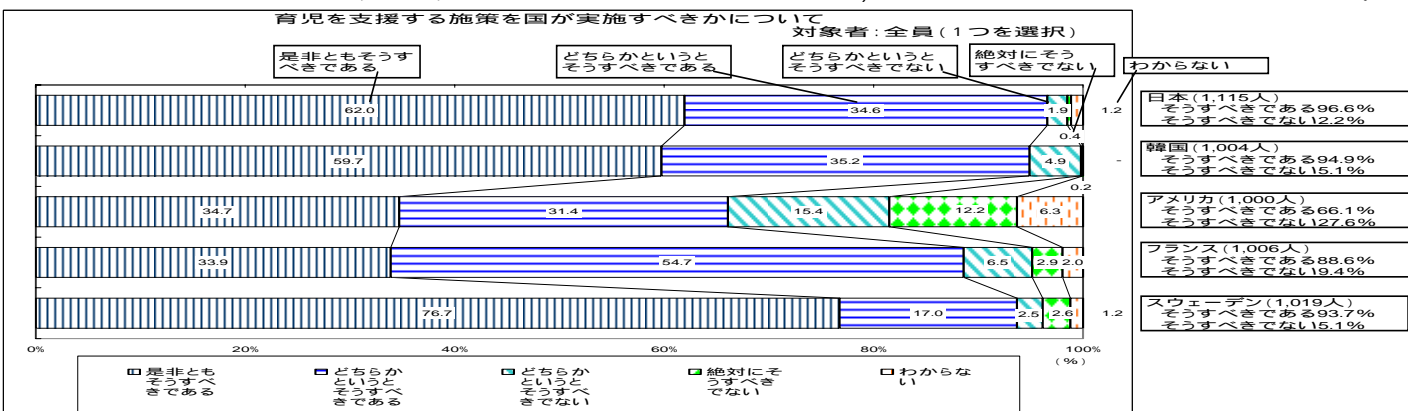 育児を支援する施策を国が実施すべきかについて
対象者:全員(1つを選択)
是非ともそうす
べきである
どちらかというと
そうすべきである
どちらかというと
そうすべきでない
絶対にそう
すべきでない
わからない
62.0 34.6 1.9 0.4 1.2
日本(1,115人)
そうすべきである96.6%
そうすべきでない2.2%
59.7 35.2 4.9 0.2 -
韓国(1,004人)
そうすべきである94.9%
そうすべきでない5.1%
34.7 31.4 15.4 12.2 6.3
アメリカ(1,000人)
そうすべきである66.1%
そうすべきでない27.6%
33.9 54.7 6.5 2.9 2.0
フランス(1,006人)
そうすべきである88.6%
そうすべきでない9.4%
76.7 17.0 2.5 2.6 1.2
スウェーデン(1,019人)
そうすべきである93.7%
そうすべきでない5.1%
0% 20% 40% 60% 80% 100%
(%)
是非とも
そうすべ
きである
どちらか
というと
そうすべ
きである
どちらか
というと
そうすべ
きでない
絶対にそ
うすべき
でない
わからな
い